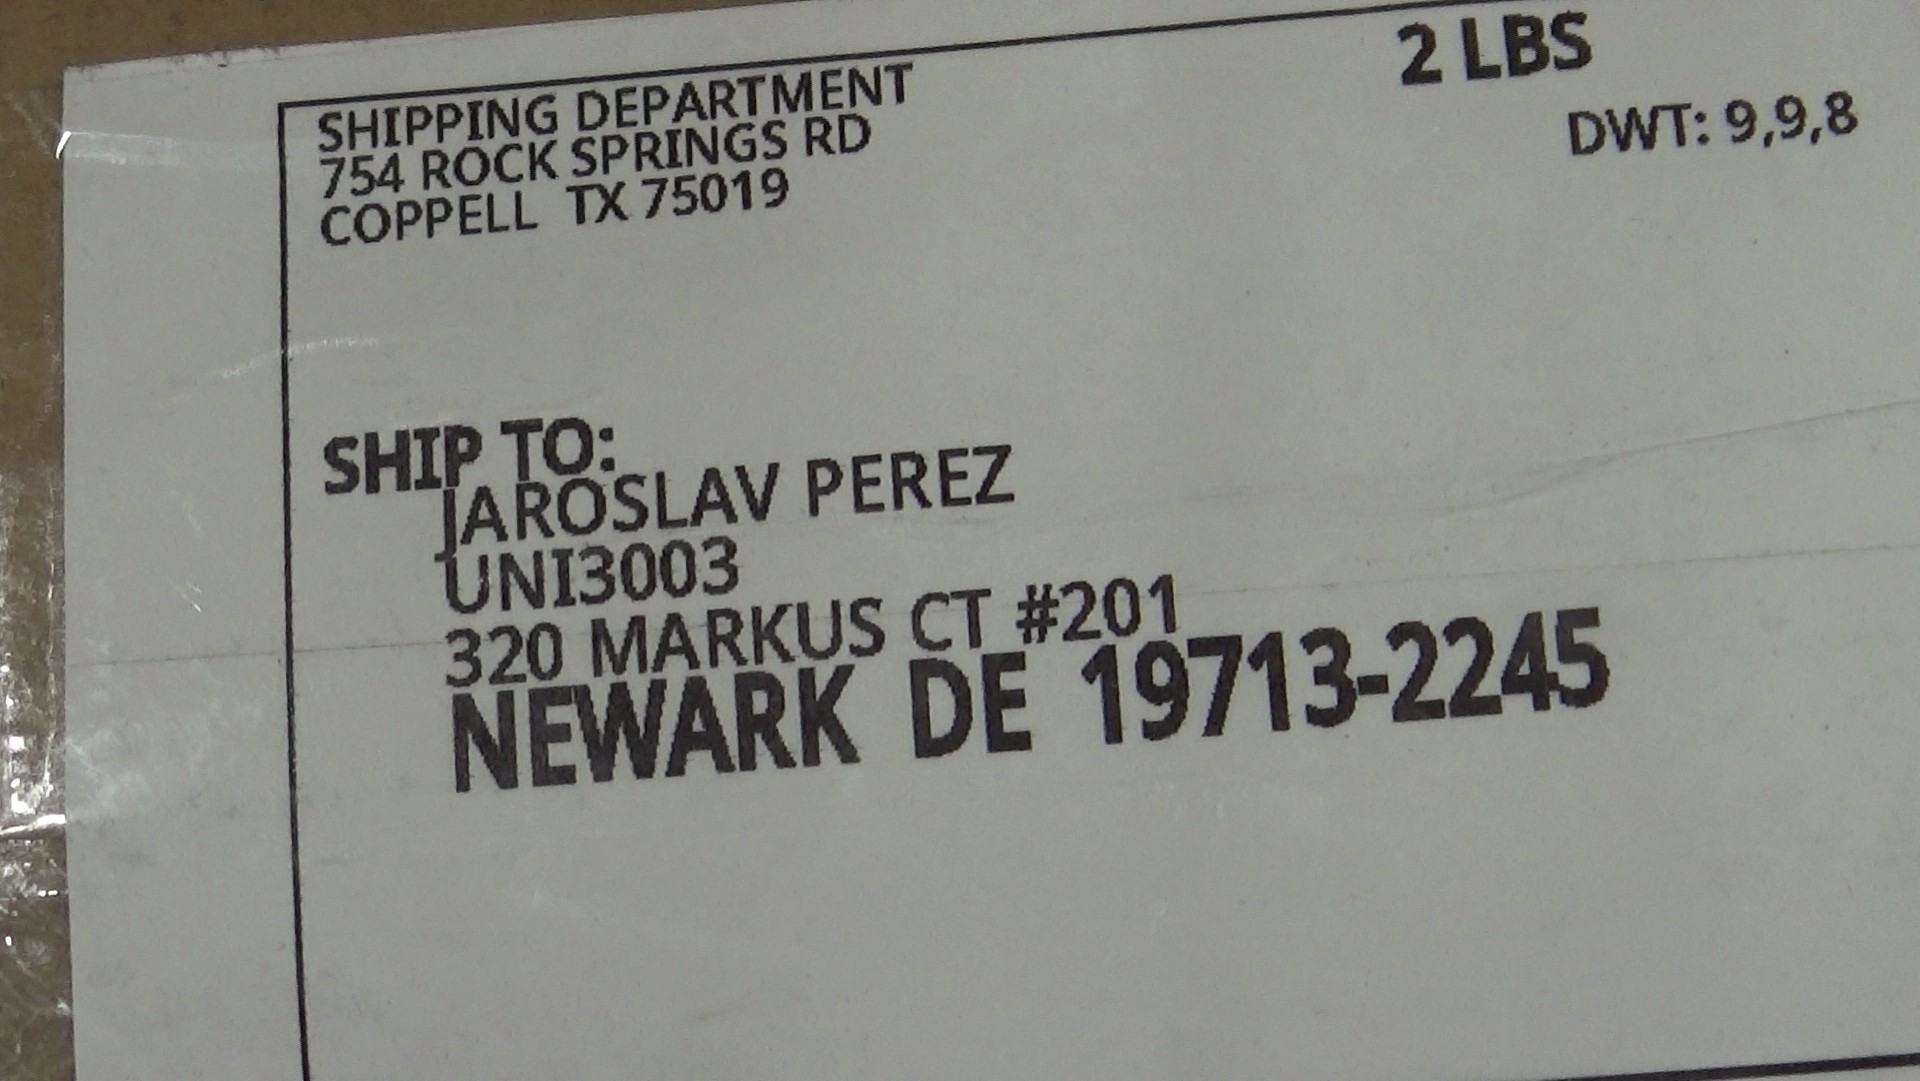 2 LBS
SHIPPING DEPARTMENT
754 ROCK SPRINGS RD
COPPELL TX 75019
DWT: 9,9,8
SHIP TO:
JAROSLAV PEREZ
UNI3003
320 MARKUS CT #201
NEWARK DE 19713-2245